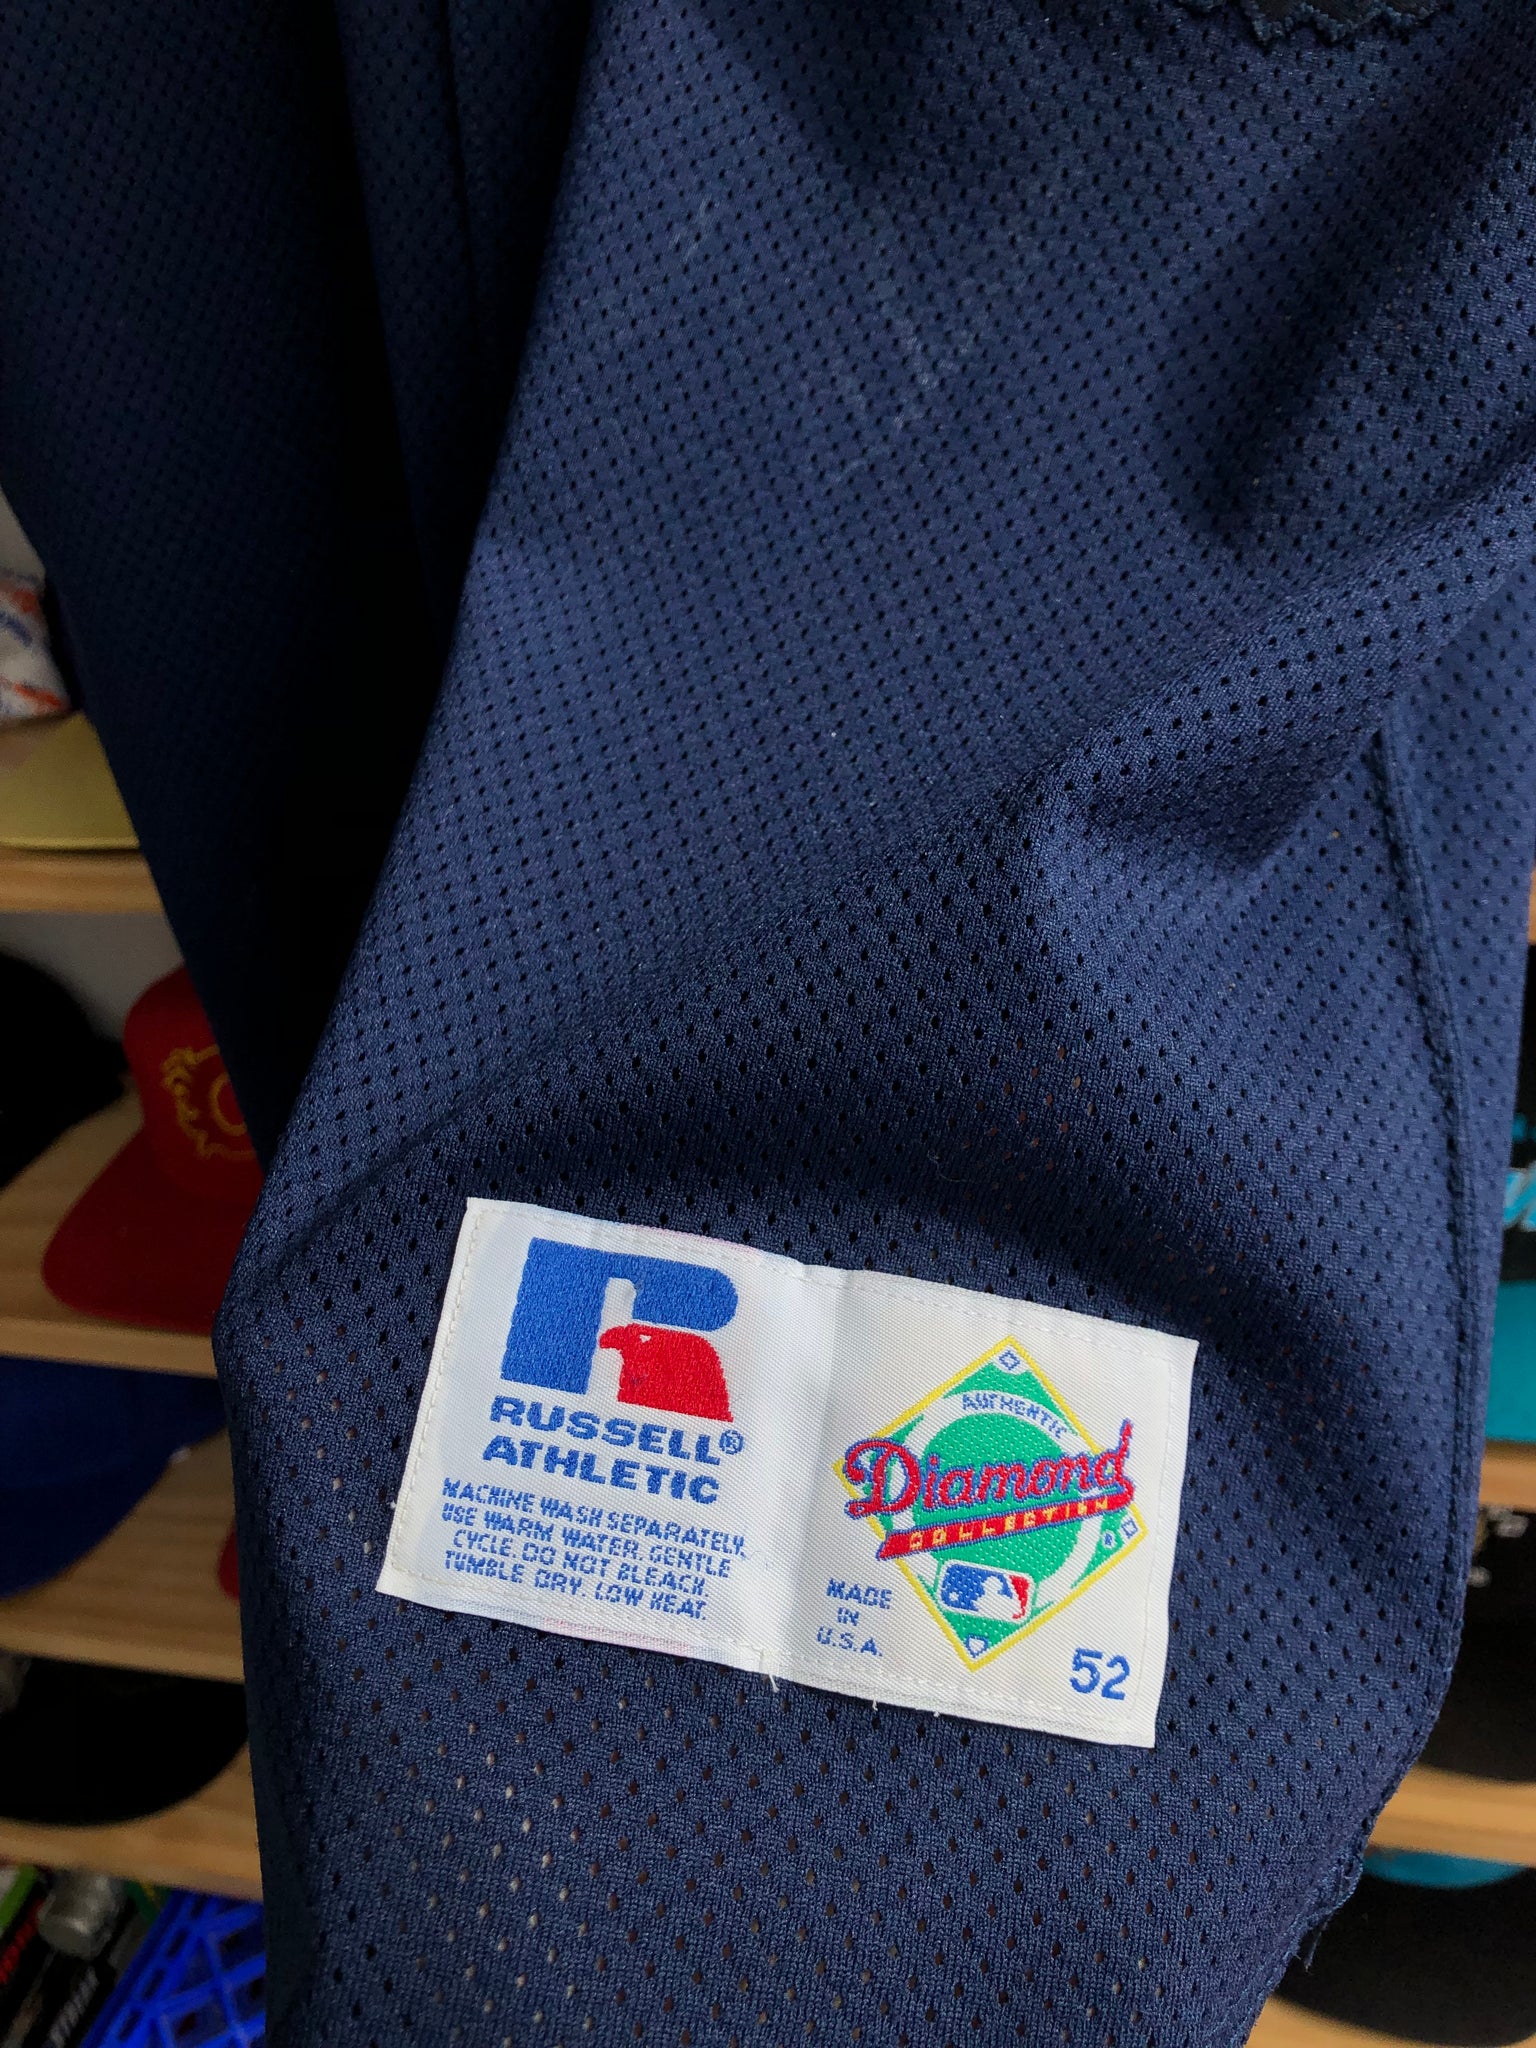 RUSSELL®
ATHLETIC
MACHINE WASH SEPARATELY.
USE WARM WATER. GENTLE
CYCLE. DO NOT BLEACH.
TUMBLE DRY. LOW HEAT.
AUTHENTIC
Diamond
COLLECTION
MADE
IN
U.S.A.
52